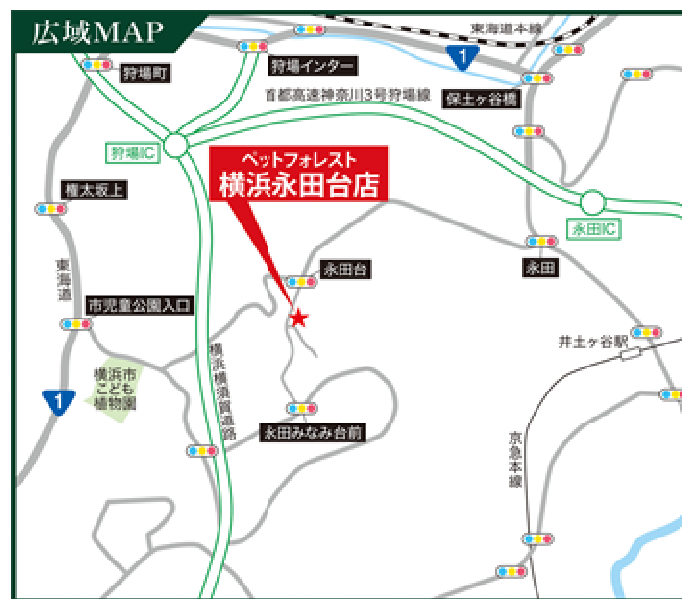 広域MAP
東海道本線
1
狩場町
狩場インター
保土ヶ谷橋
首都高速神奈川3号狩場線
狩場IC
ペットフォレスト
横浜永田台店
権太坂上
永田IC
東海道
永田台
永田
市児童公園入口
井土ヶ谷駅
横浜市
こども
植物園
横浜横須賀道路
1
永田みなみ台前
京急本線